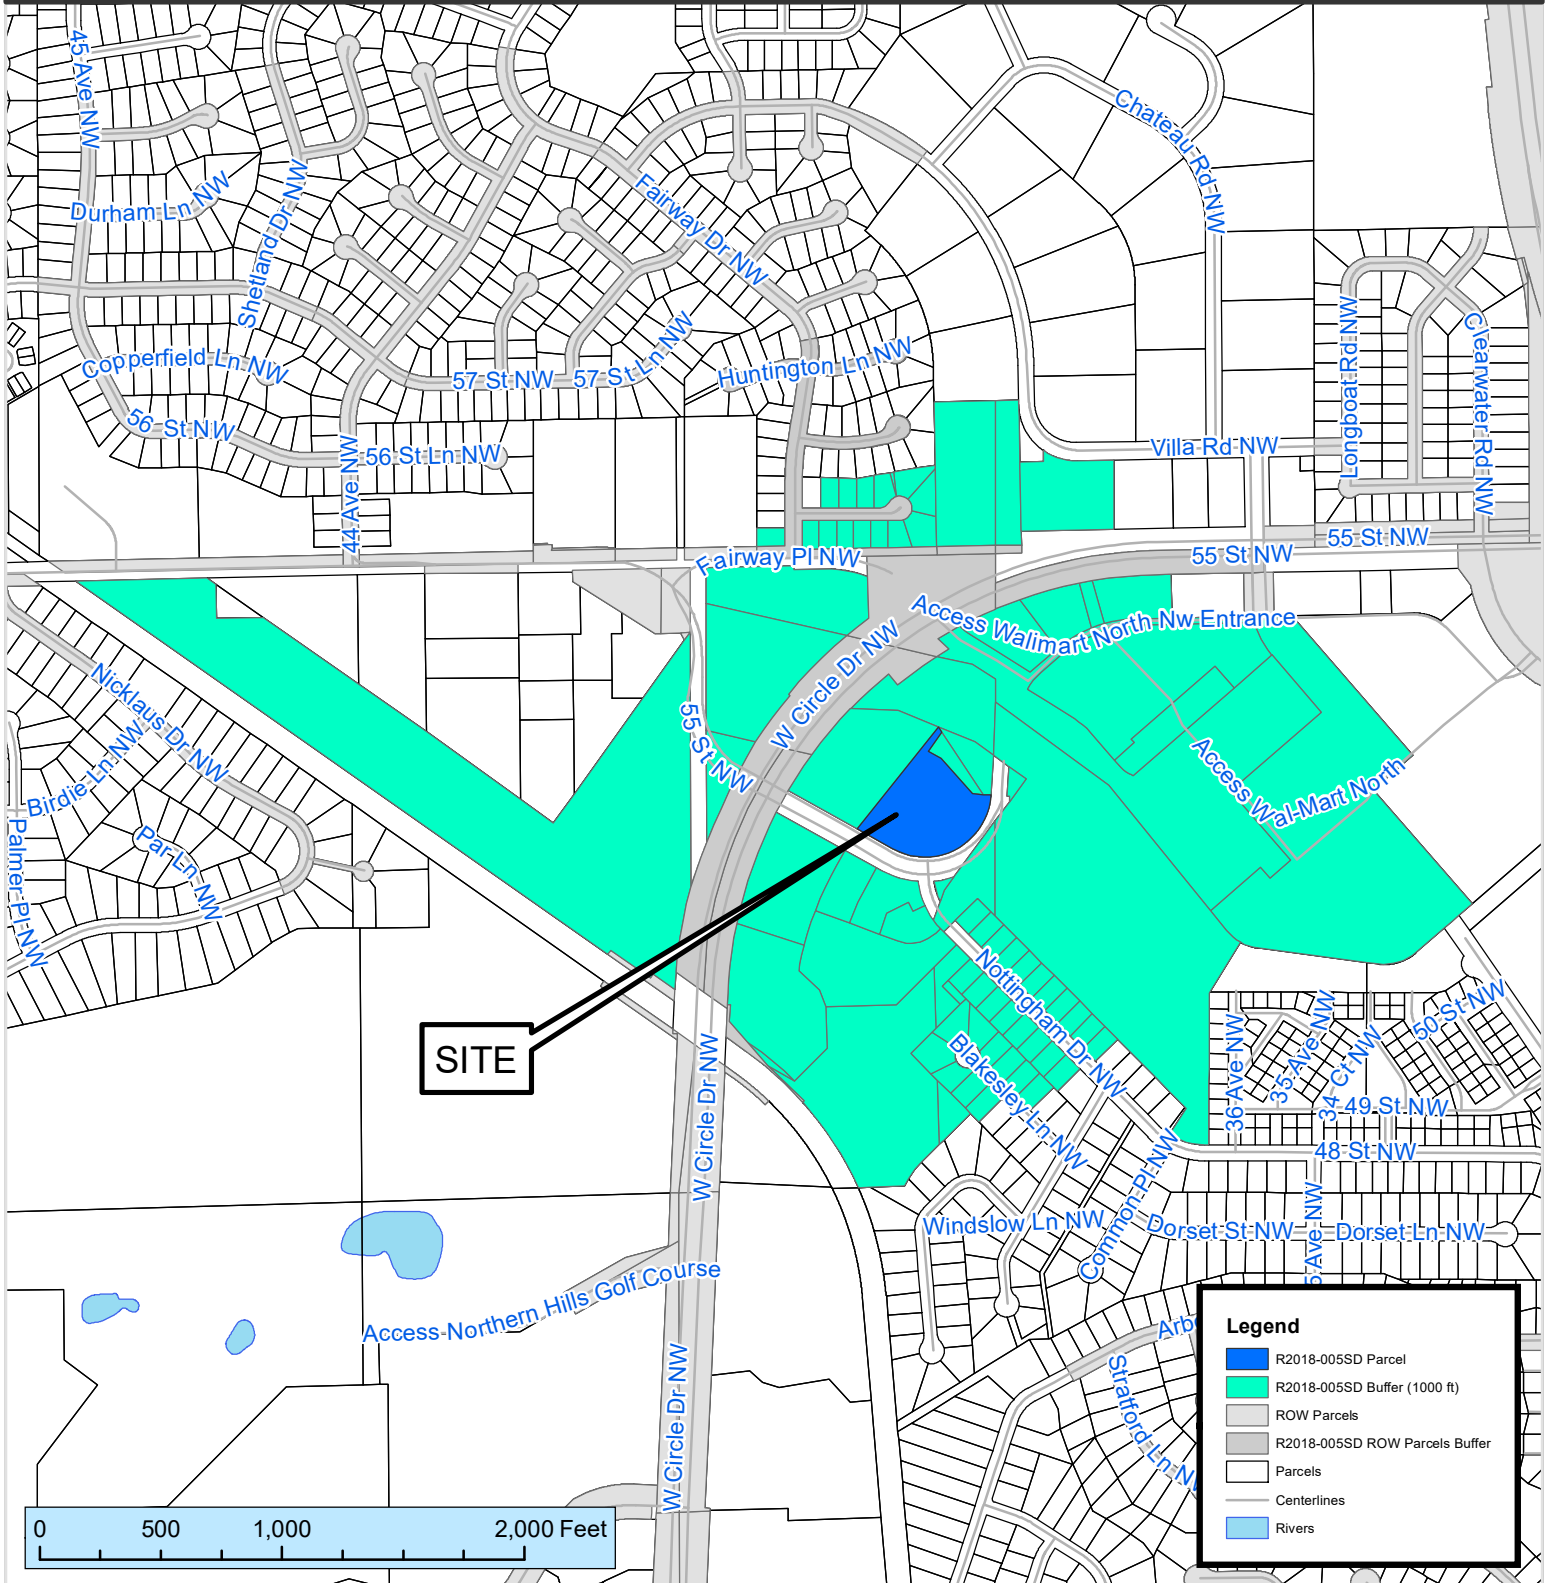 45 Ave NW
Chateau Rd NW
Durham Ln NW
Shetland Dr NW
Fairway Dr NW
Copperfield Ln NW
57 St NW
57 St Ln NW
Huntington Ln NW
Longboat Rd NW
Clearwater Rd NW
56 St NW
56 St Ln NW
44 Ave NW
Villa Rd NW
55 St NW
55 St NW
Fairway Pl NW
Access Walimart North Nw Entrance
W Circle Dr NW
55 St NW
Nicklaus Dr NW
Birdie Ln NW
Par Ln NW
Palmer Pl NW
Access Wal-Mart North
Nottingham Dr NW
Blakesley Ln NW
SITE
W Circle Dr NW
36 Ave NW
35 Ave NW
34 Ct NW
50 St NW
49 St NW
48 St NW
Common Pl NW
Windslow Ln NW
Dorset St NW
Dorset Ln NW
5 Ave NW
Access Northern Hills Golf Course
W Circle Dr NW
Arbo
Stratford Ln NW
Legend
R2018-005SD Parcel
R2018-005SD Buffer (1000 ft)
ROW Parcels
R2018-005SD ROW Parcels Buffer
Parcels
Centerlines
Rivers
0 500 1,000 2,000 Feet